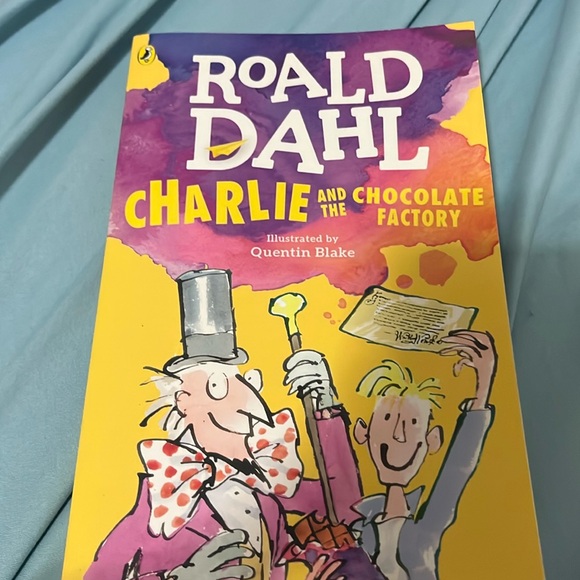 ROALD
DAHL
CHARLIE AND THE CHOCOLATE FACTORY
Illustrated by
Quentin Blake